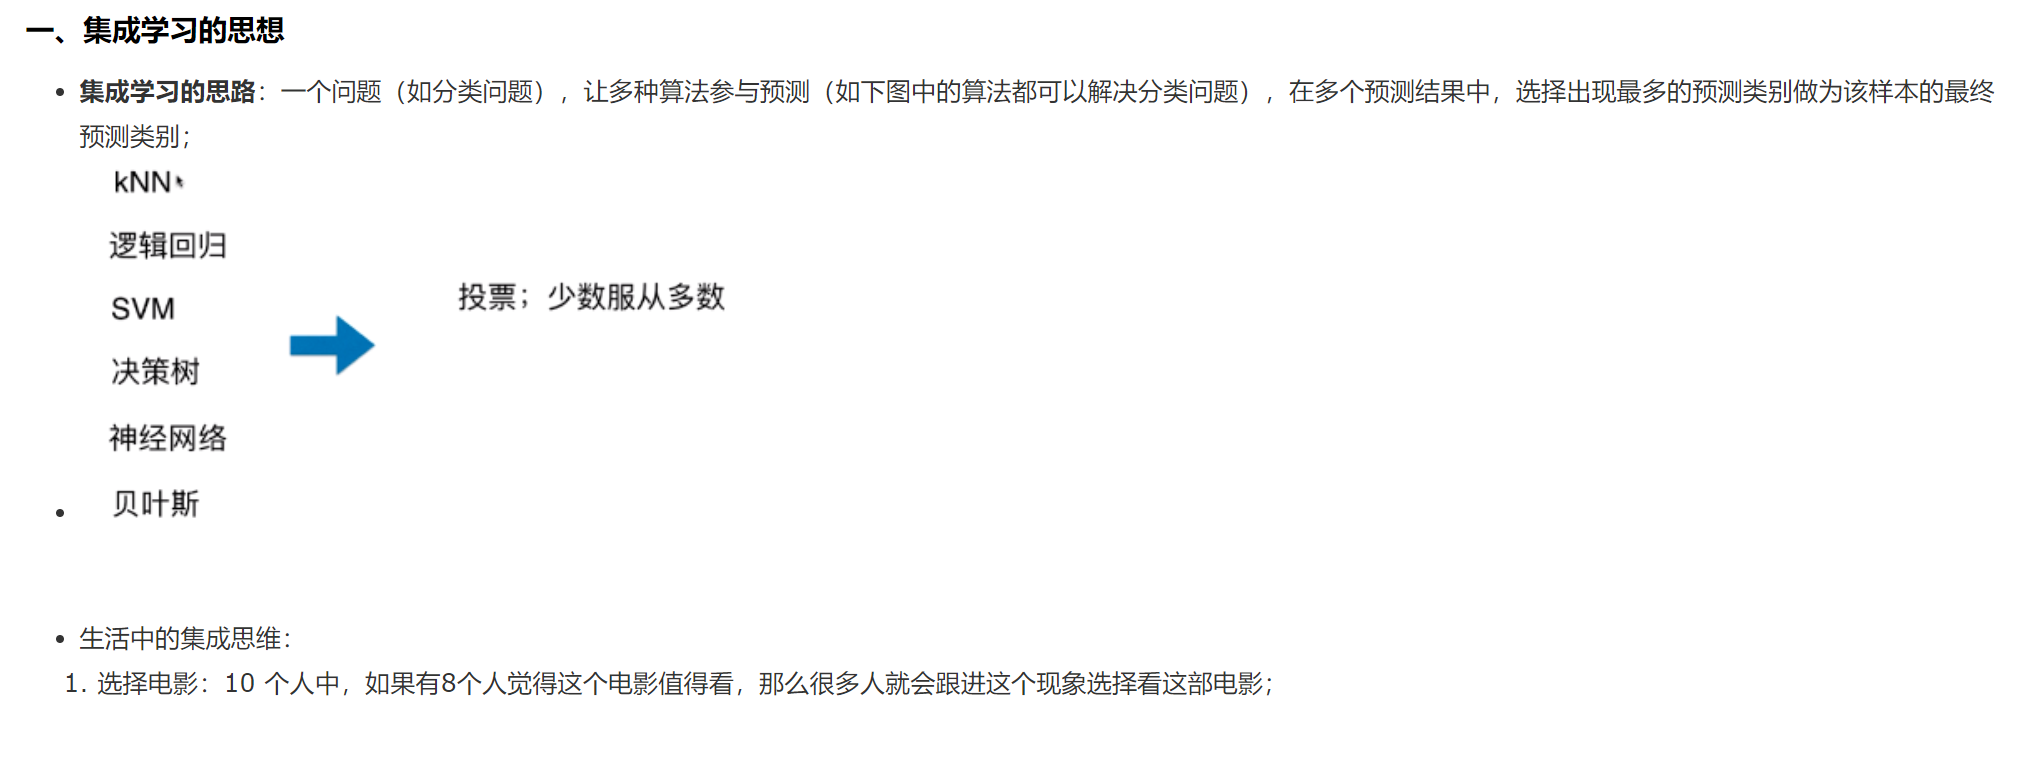 一、集成学习的思想
集成学习的思路：一个问题（如分类问题），让多种算法参与预测（如下图中的算法都可以解决分类问题），在多个预测结果中，选择出现最多的预测类别做为该样本的最终
预测类别；
kNN
逻辑回归
SVM
投票；少数服从多数
决策树
神经网络
贝叶斯
生活中的集成思维：
1. 选择电影：10 个人中，如果有8个人觉得这个电影值得看，那么很多人就会跟进这个现象选择看这部电影；